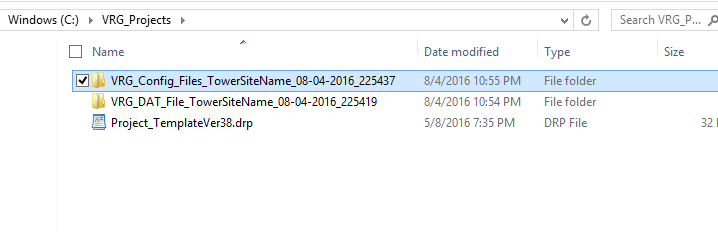 Windows (C:) VRG_Projects Search VRG_P...
Name Date modified Type Size
VRG_Config_Files_TowerSiteName_08-04-2016_225437 8/4/2016 10:55 PM File folder
VRG_DAT_File_TowerSiteName_08-04-2016_225419 8/4/2016 10:54 PM File folder
Project_TemplateVer38.drp 5/8/2016 7:35 PM DRP File 32